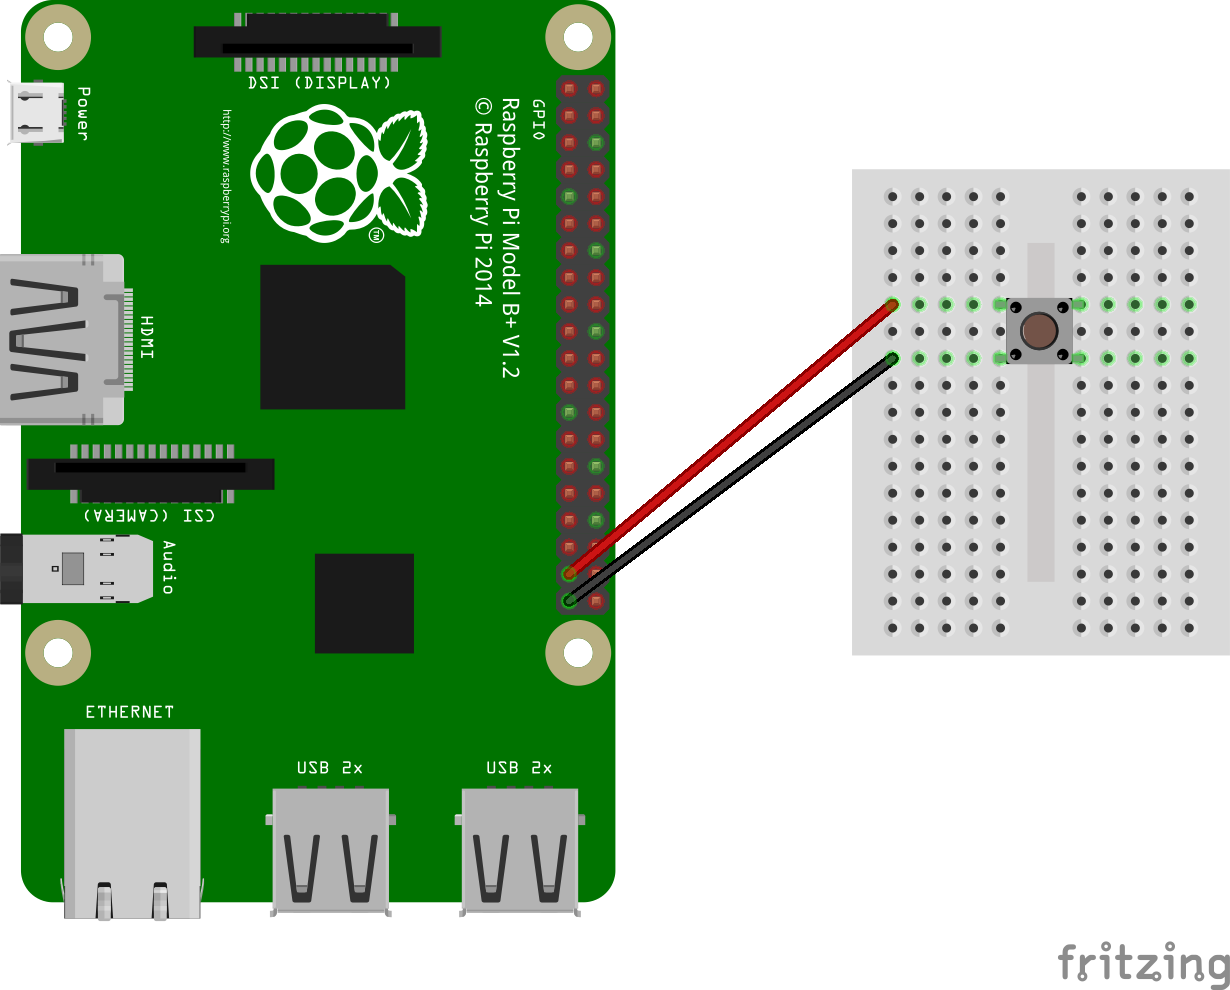 DSI (DISPLAY)
Power
http://www.raspberrypi.org
TM
GPIO
Raspberry Pi Model B+ V1.2
© Raspberry Pi 2014
HDMI
CSI (CAMERA)
Audio
ETHERNET
USB 2x
USB 2x
fritzing